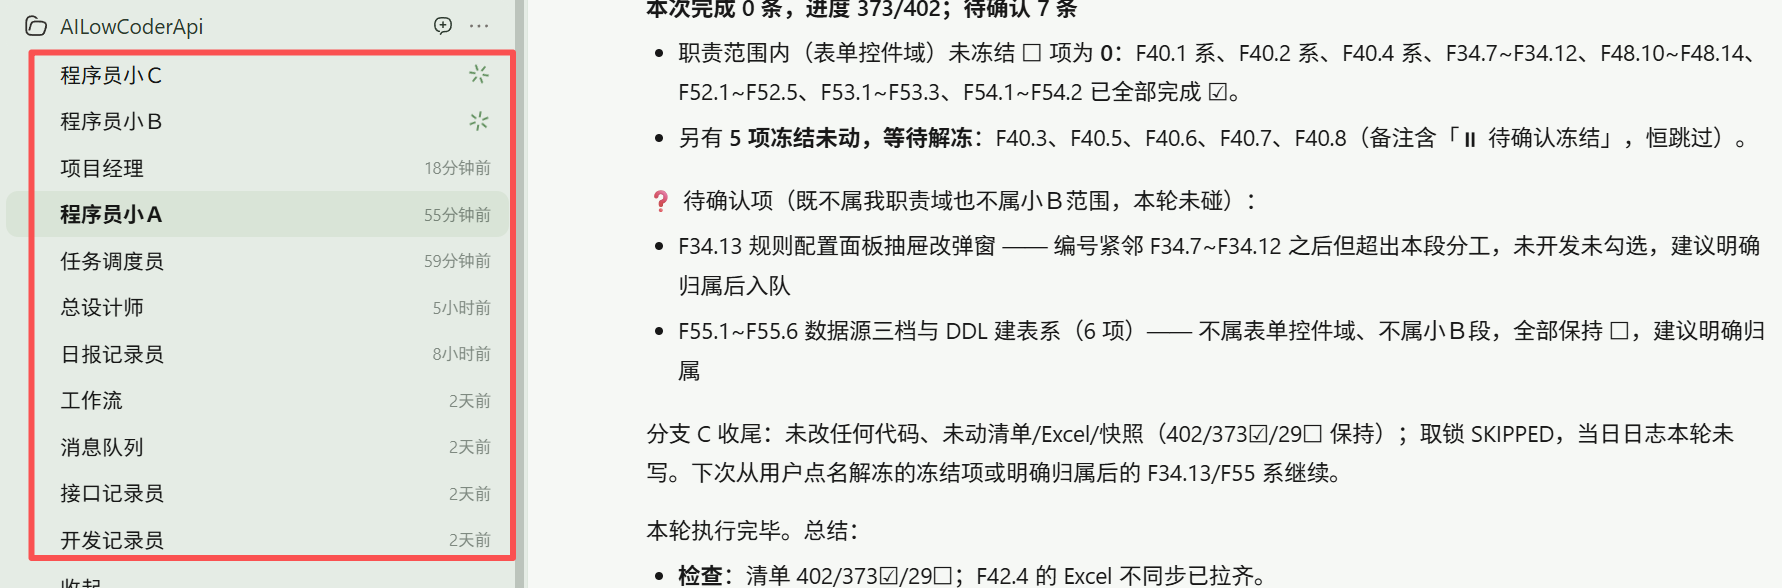 AILowCoderApi
程序员小C
程序员小B
项目经理 18分钟前
程序员小A 55分钟前
任务调度员 59分钟前
总设计师 5小时前
日报记录员 8小时前
工作流 2天前
消息队列 2天前
接口记录员 2天前
开发记录员 2天前
收起
本次完成 0 条，进度 373/402；待确认 7 条
• 职责范围内（表单控件域）未冻结 ☐ 项为 0：F40.1 系、F40.2 系、F40.4 系、F34.7~F34.12、F48.10~F48.14、
F52.1~F52.5、F53.1~F53.3、F54.1~F54.2 已全部完成 ☑。
• 另有 5 项冻结未动，等待解冻：F40.3、F40.5、F40.6、F40.7、F40.8（备注含「⏸ 待确认冻结」，恒跳过）。
❓ 待确认项（既不属我职责域也不属小B范围，本轮未碰）：
• F34.13 规则配置面板抽屉改弹窗 —— 编号紧邻 F34.7~F34.12 之后但超出本段分工，未开发未勾选，建议明确
归属后入队
• F55.1~F55.6 数据源三档与 DDL 建表系（6 项）—— 不属表单控件域、不属小B段，全部保持 ☐，建议明确归
属
分支 C 收尾：未改任何代码、未动清单/Excel/快照（402/373☑/29☐ 保持）；取锁 SKIPPED，当日日志本轮未
写。下次从用户点名解冻的冻结项或明确归属后的 F34.13/F55 系继续。
本轮执行完毕。总结：
• 检查：清单 402/373☑/29☐；F42.4 的 Excel 不同步已拉齐。